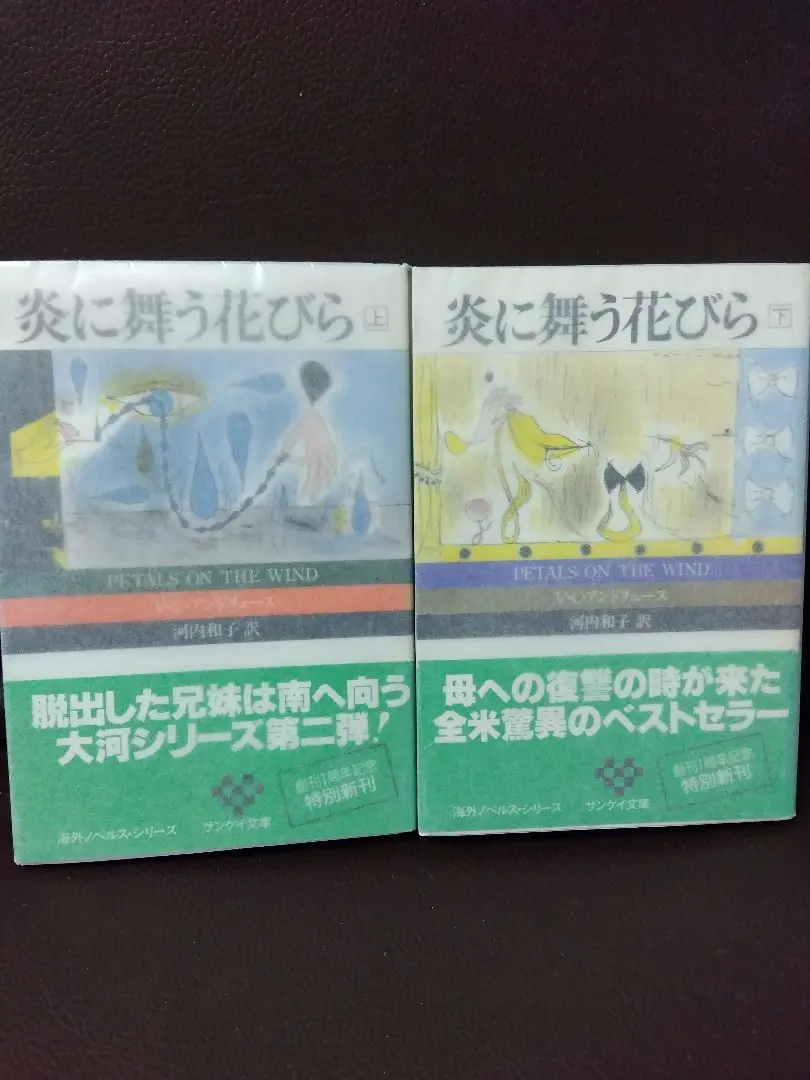 炎に舞う花びら 上
PETALS ON THE WIND
V・C・アンドリュース
河内和子 訳
脱出した兄妹は南へ向う
大河シリーズ第二弾!
創刊1周年記念
特別新刊
海外ノベルス・シリーズ
サンケイ文庫
炎に舞う花びら 下
PETALS ON THE WIND
V・C・アンドリュース
河内和子 訳
母への復讐の時が来た
全米驚異のベストセラー
創刊1周年記念
特別新刊
海外ノベルス・シリーズ
サンケイ文庫